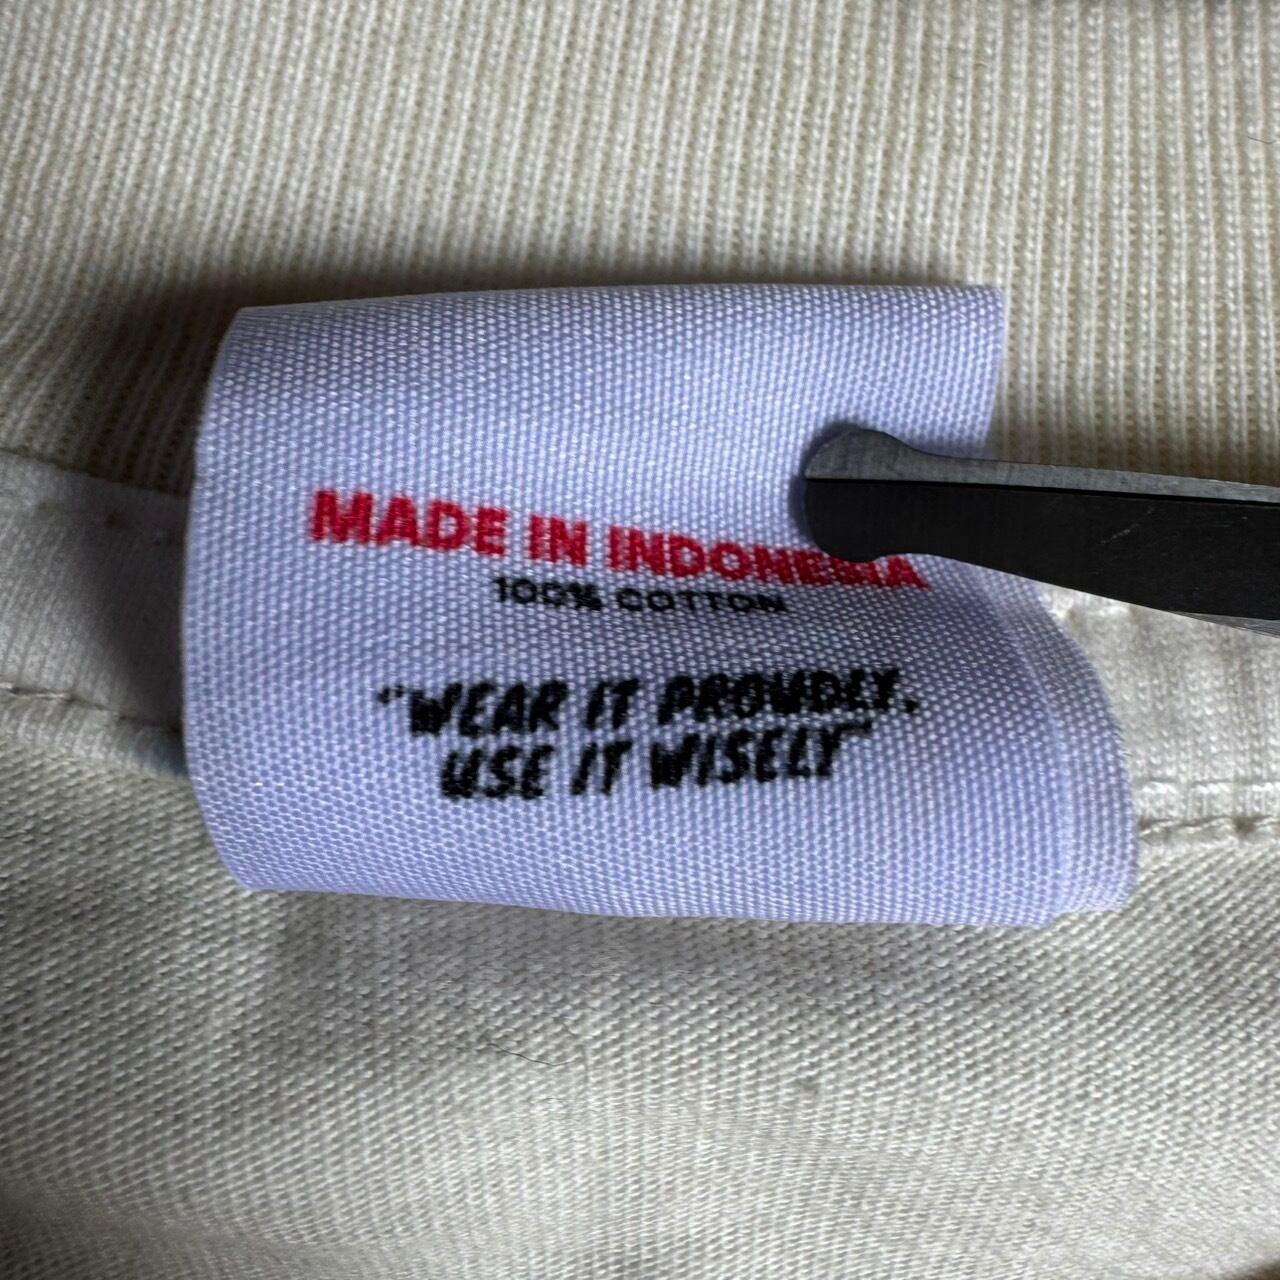 MADE IN INDONESIA
100% COTTON
"WEAR IT PROUDLY,
USE IT WISELY"